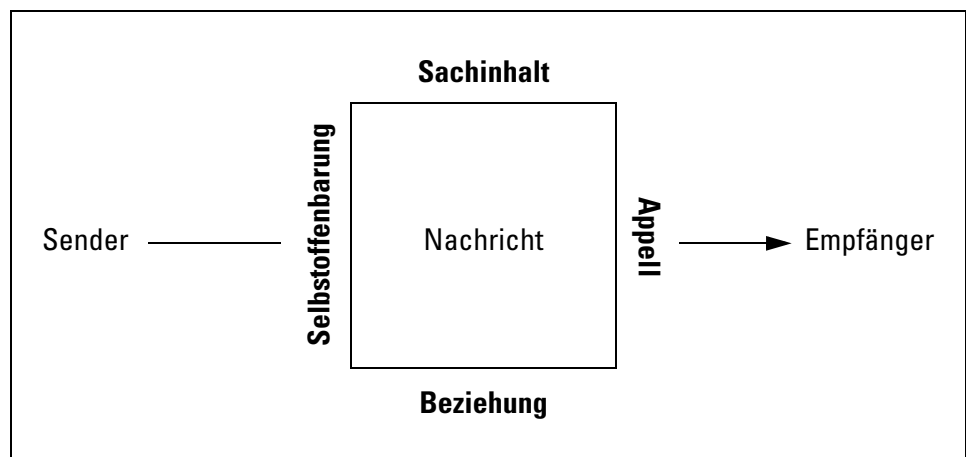 Sachinhalt
Sender
Selbstoffenbarung
Nachricht
Appell
Empfänger
Beziehung